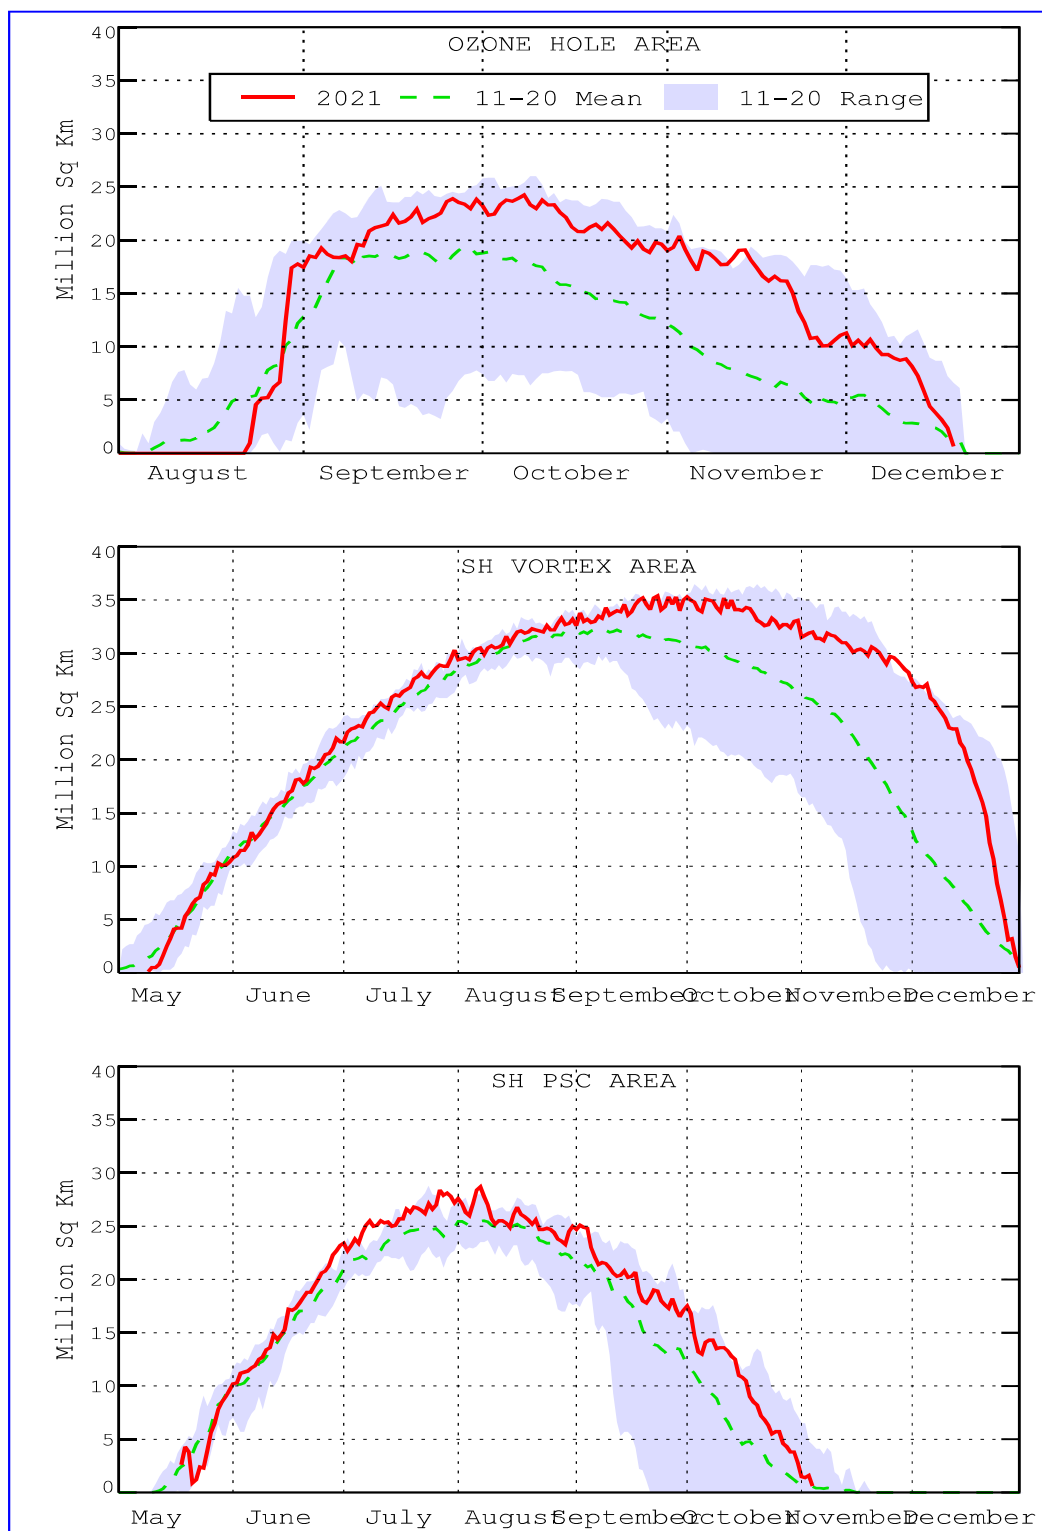 OZONE HOLE AREA
2021 11-20 Mean 11-20 Range
Million Sq Km
40
35
30
25
20
15
10
5
0
August September October November December
SH VORTEX AREA
Million Sq Km
40
35
30
25
20
15
10
5
0
May June July August September October November December
SH PSC AREA
Million Sq Km
40
35
30
25
20
15
10
5
0
May June July August September October November December